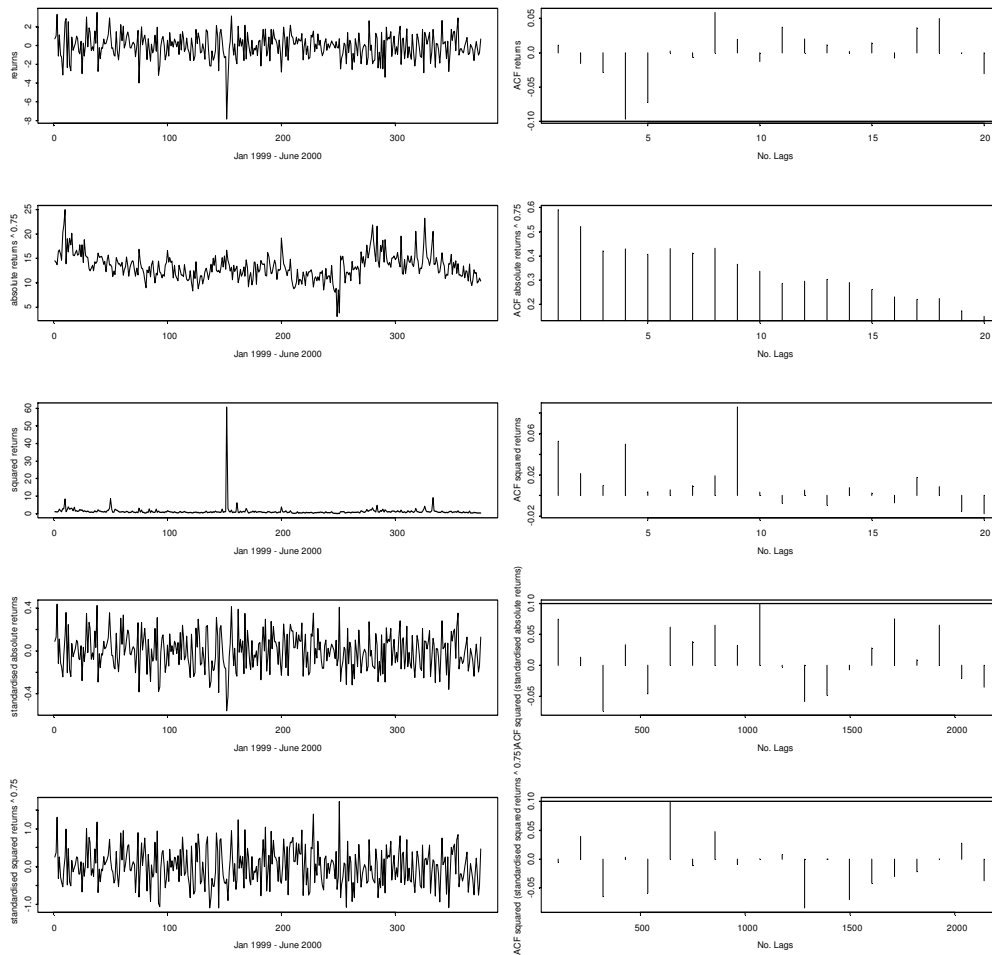 returns
2
0
-2
-4
-6
-8
0 100 200 300
Jan 1999 - June 2000
ACF returns
0.05
0.0
-0.05
-0.10
5 10 15 20
No. Lags
absolute returns ^ 0.75
25
20
15
10
5
0 100 200 300
Jan 1999 - June 2000
ACF absolute returns ^ 0.75
0.6
0.5
0.4
0.3
0.2
5 10 15 20
No. Lags
squared returns
60
50
40
30
20
10
0
0 100 200 300
Jan 1999 - June 2000
ACF squared returns
0.06
0.02
-0.02
5 10 15 20
No. Lags
standardised absolute returns
0.4
0.0
-0.4
0 100 200 300
Jan 1999 - June 2000
ACF squared (standardised absolute returns)
0.10
0.05
0.0
-0.05
500 1000 1500 2000
No. Lags
standardised squared returns ^ 0.75
1.0
0.0
-1.0
0 100 200 300
Jan 1999 - June 2000
ACF squared (standardised squared returns ^ 0.75)
0.10
0.05
0.0
-0.05
500 1000 1500 2000
No. Lags